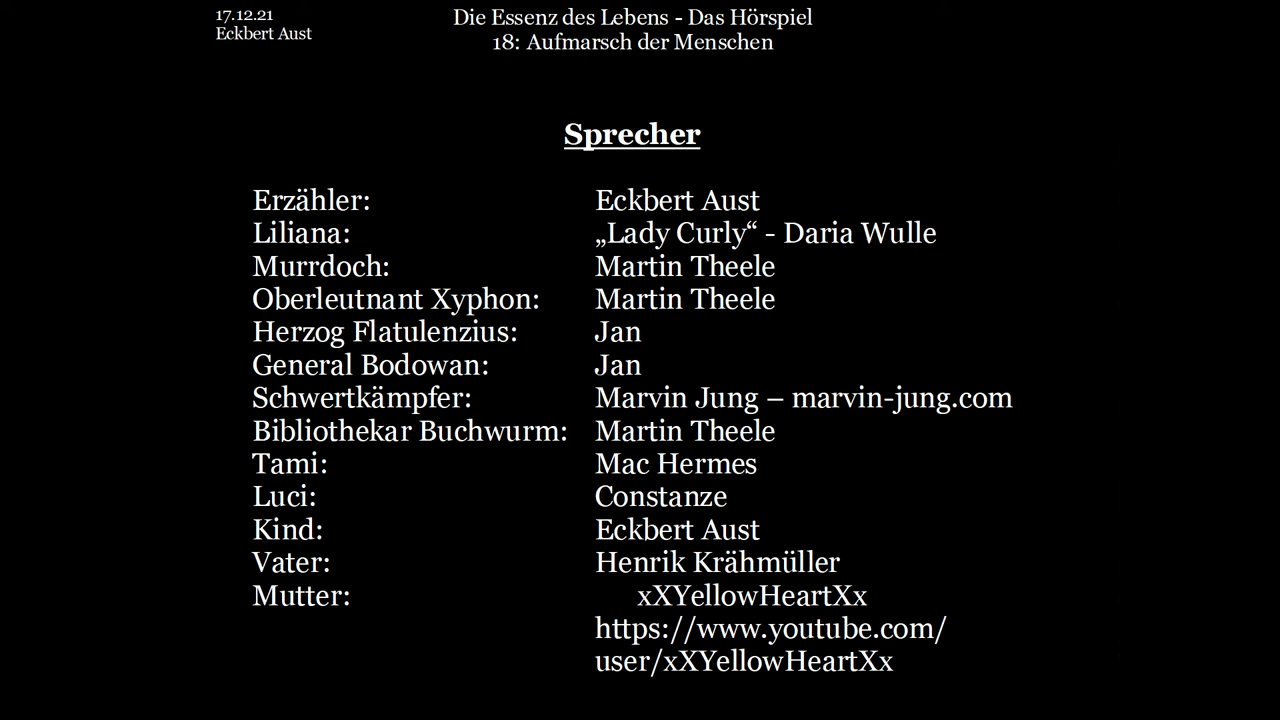 17.12.21
Eckbert Aust
Die Essenz des Lebens - Das Hörspiel
18: Aufmarsch der Menschen
Sprecher
Erzähler: Eckbert Aust
Liliana: „Lady Curly“ - Daria Wulle
Murrdoch: Martin Theele
Oberleutnant Xyphon: Martin Theele
Herzog Flatulenzius: Jan
General Bodowan: Jan
Schwertkämpfer: Marvin Jung – marvin-jung.com
Bibliothekar Buchwurm: Martin Theele
Tami: Mac Hermes
Luci: Constanze
Kind: Eckbert Aust
Vater: Henrik Krähmüller
Mutter: xXYellowHeartXx
https://www.youtube.com/
user/xXYellowHeartXx